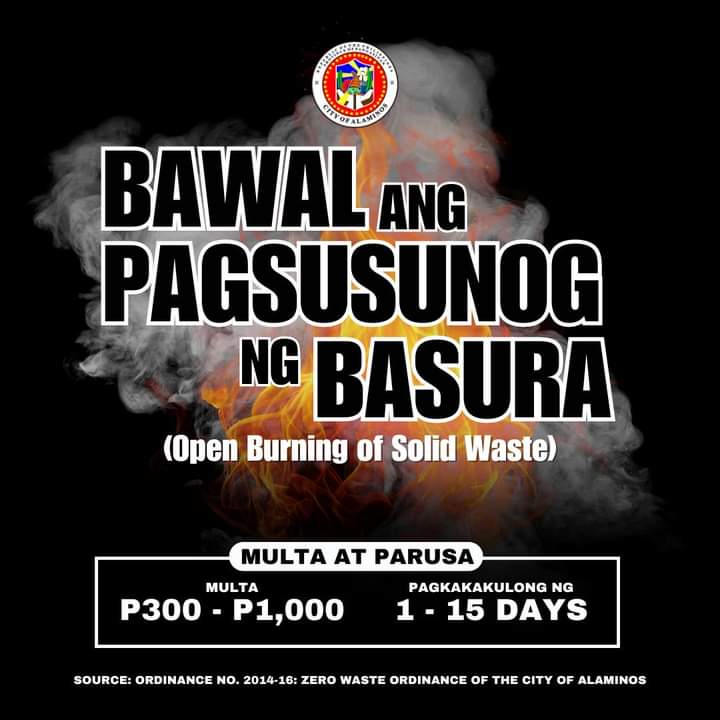 CITY OF ALAMINOS
BAWAL ANG
PAGSUSUNOG
NG BASURA
(Open Burning of Solid Waste)
MULTA AT PARUSA
MULTA
P300 - P1,000
PAGKAKAKULONG NG
1 - 15 DAYS
SOURCE: ORDINANCE NO. 2014-16: ZERO WASTE ORDINANCE OF THE CITY OF ALAMINOS